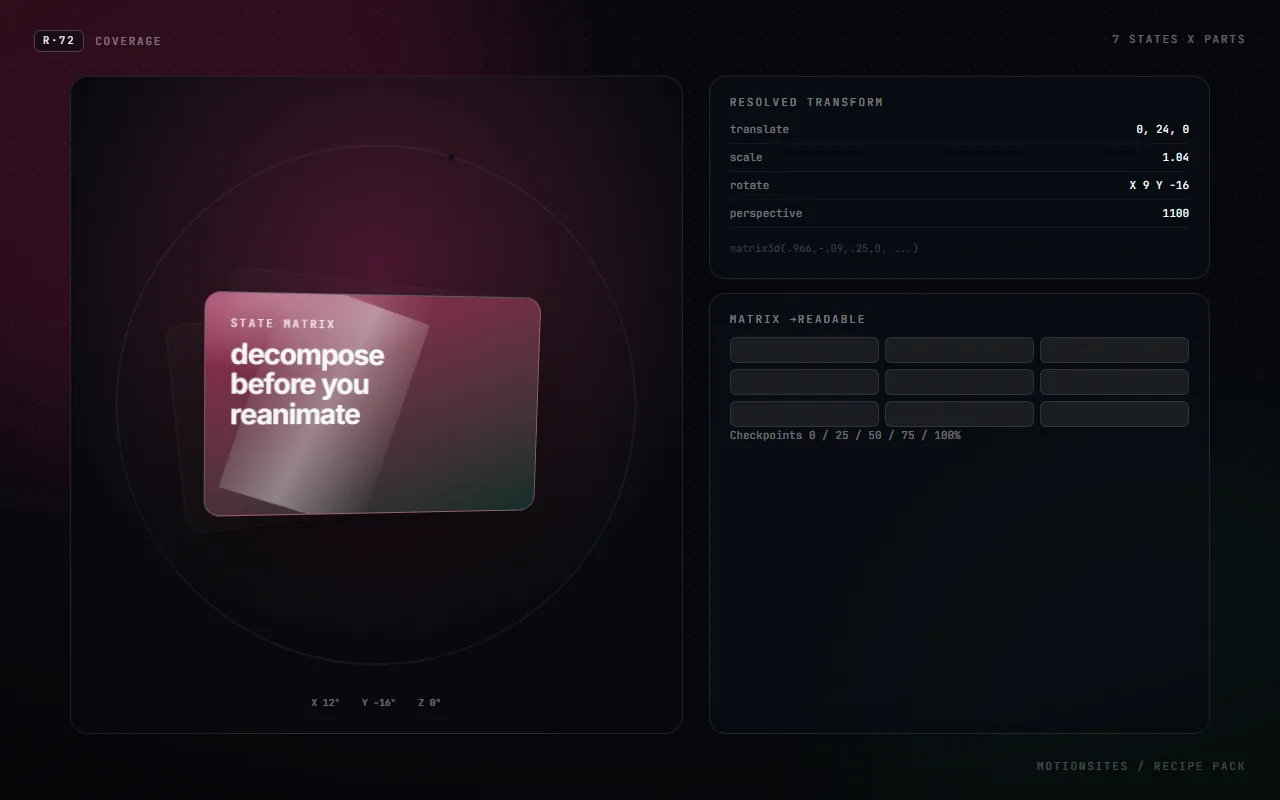 R·72 COVERAGE
7 STATES X PARTS
STATE MATRIX
decompose
before you
reanimate
X 12° Y -16° Z 0°
RESOLVED TRANSFORM
translate 0, 24, 0
scale 1.04
rotate X 9 Y -16
perspective 1100
matrix3d(.966,-.09,.25,0, ...)
MATRIX →READABLE
Checkpoints 0 / 25 / 50 / 75 / 100%
MOTIONSITES / RECIPE PACK